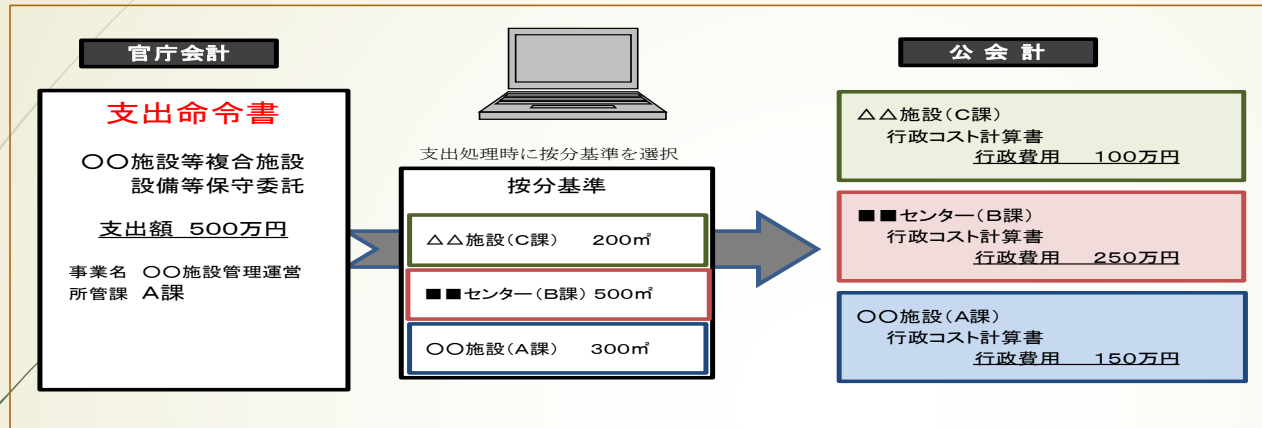 官庁会計
支出命令書
〇〇施設等複合施設
設備等保守委託
支出額 500万円
事業名 〇〇施設管理運営
所管課 A課
支出処理時に按分基準を選択
按分基準
△△施設(C課) 200㎡
■■センター(B課) 500㎡
〇〇施設(A課) 300㎡
公 会 計
△△施設(C課)
行政コスト計算書
行政費用 100万円
■■センター(B課)
行政コスト計算書
行政費用 250万円
〇〇施設(A課)
行政コスト計算書
行政費用 150万円